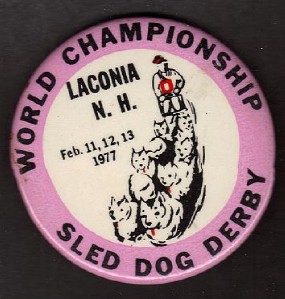 WORLD CHAMPIONSHIP
LACONIA
N. H.
Feb. 11, 12, 13
1977
SLED DOG DERBY